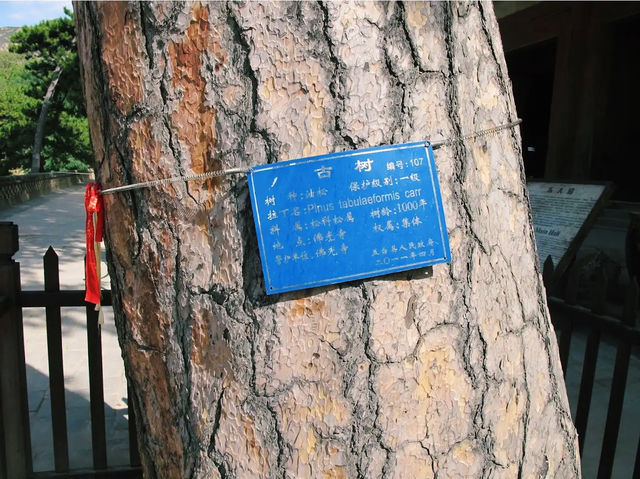 古树 编号:107
树 种:油松 保护级别:一级
拉丁名:Pinus tabulaeformis carr
科 属:松科松属 树龄:1000年
地 点:佛光寺 权属:集体
管护单位:佛光寺
五台县人民政府
二〇一一年四月
Main Hall